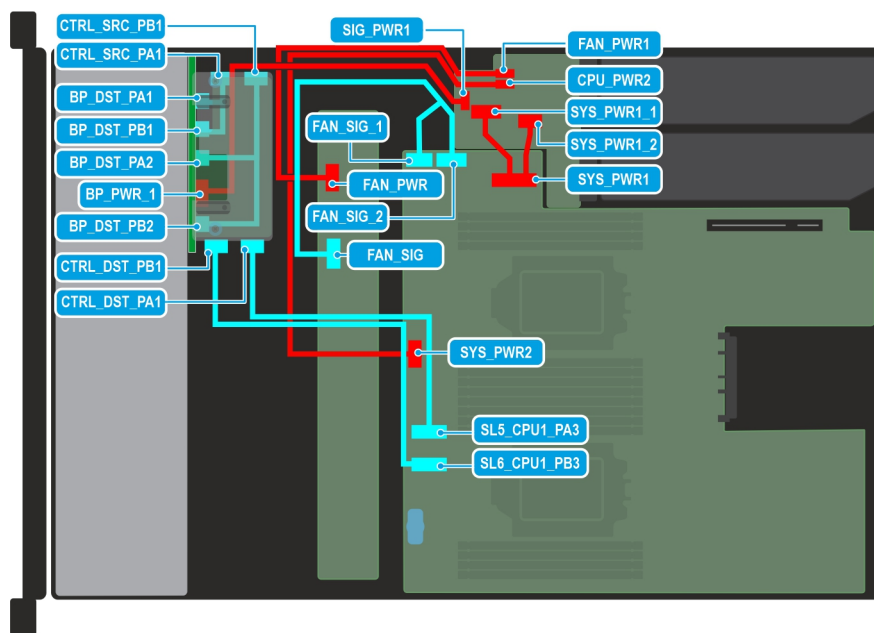 CTRL_SRC_PB1
SIG_PWR1
FAN_PWR1
CTRL_SRC_PA1
CPU_PWR2
BP_DST_PA1
SYS_PWR1_1
BP_DST_PB1
FAN_SIG_1
SYS_PWR1_2
BP_DST_PA2
SYS_PWR1
BP_PWR_1
FAN_PWR
BP_DST_PB2
FAN_SIG_2
CTRL_DST_PB1
FAN_SIG
CTRL_DST_PA1
SYS_PWR2
SL5_CPU1_PA3
SL6_CPU1_PB3